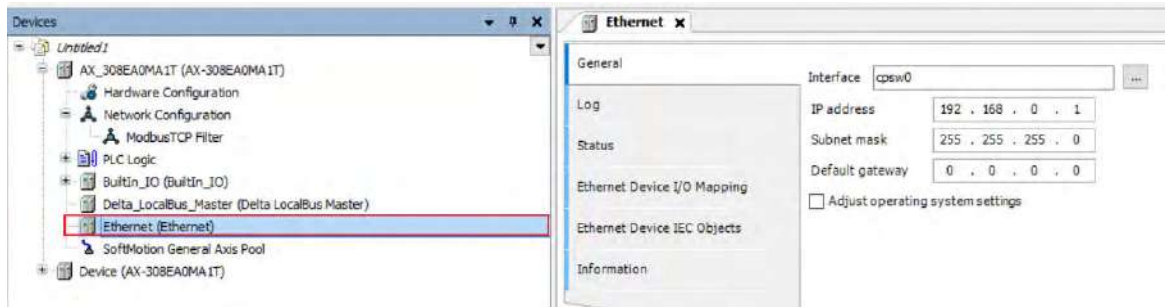 Devices
Untitled1
AX_308EA0MA1T (AX-308EA0MA1T)
Hardware Configuration
Network Configuration
ModbusTCP Filter
PLC Logic
BuiltIn_IO (BuiltIn_IO)
Delta_LocalBus_Master (Delta LocalBus Master)
Ethernet (Ethernet)
SoftMotion General Axis Pool
Device (AX-308EA0MA1T)
Ethernet
General
Log
Status
Ethernet Device I/O Mapping
Ethernet Device IEC Objects
Information
Interface cpsw0 ...
IP address 192 . 168 . 0 . 1
Subnet mask 255 . 255 . 255 . 0
Default gateway 0 . 0 . 0 . 0
Adjust operating system settings